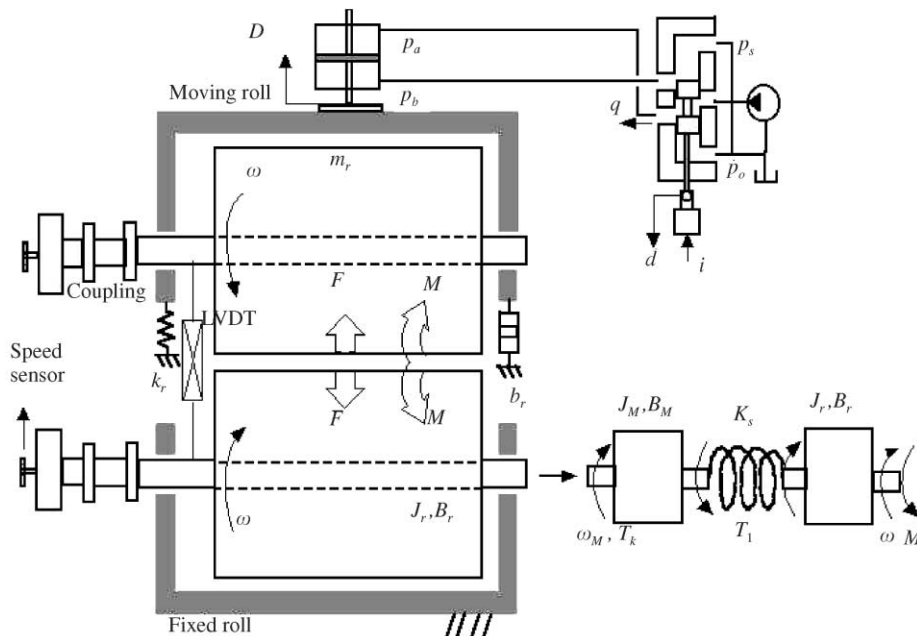 D
p_a
p_s
Moving roll
p_b
q
m_r
ω
ṗ_o
d
i
Coupling
F
M
LVDT
Speed
sensor
k_r
b_r
F
M
J_M,B_M
K_s
J_r,B_r
ω
J_r,B_r
ω_M, T_k
T_1
ω
M
Fixed roll